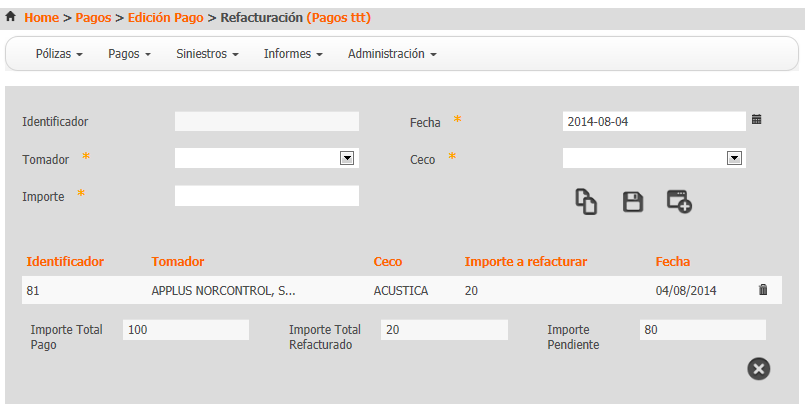 Home > Pagos > Edición Pago > Refacturación (Pagos ttt)
Pólizas Pagos Siniestros Informes Administración
Identificador Fecha * 2014-08-04
Tomador * Ceco *
Importe *
Identificador Tomador Ceco Importe a refacturar Fecha
81 APPLUS NORCONTROL, S... ACUSTICA 20 04/08/2014
Importe Total Pago 100 Importe Total Refacturado 20 Importe Pendiente 80